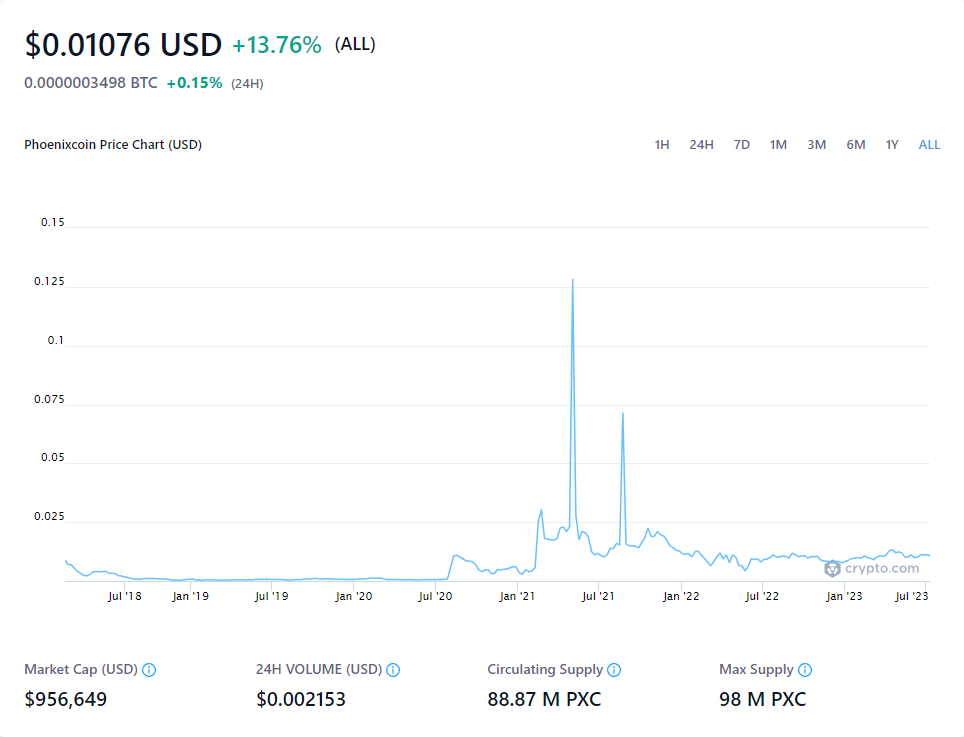 $0.01076 USD +13.76% (ALL)
0.0000003498 BTC +0.15% (24H)
Phoenixcoin Price Chart (USD) 1H 24H 7D 1M 3M 6M 1Y ALL
0.15
0.125
0.1
0.075
0.05
0.025
crypto.com
Jul '18 Jan '19 Jul '19 Jan '20 Jul '20 Jan '21 Jul '21 Jan '22 Jul '22 Jan '23 Jul '23
Market Cap (USD) 24H VOLUME (USD) Circulating Supply Max Supply
$956,649 $0.002153 88.87 M PXC 98 M PXC